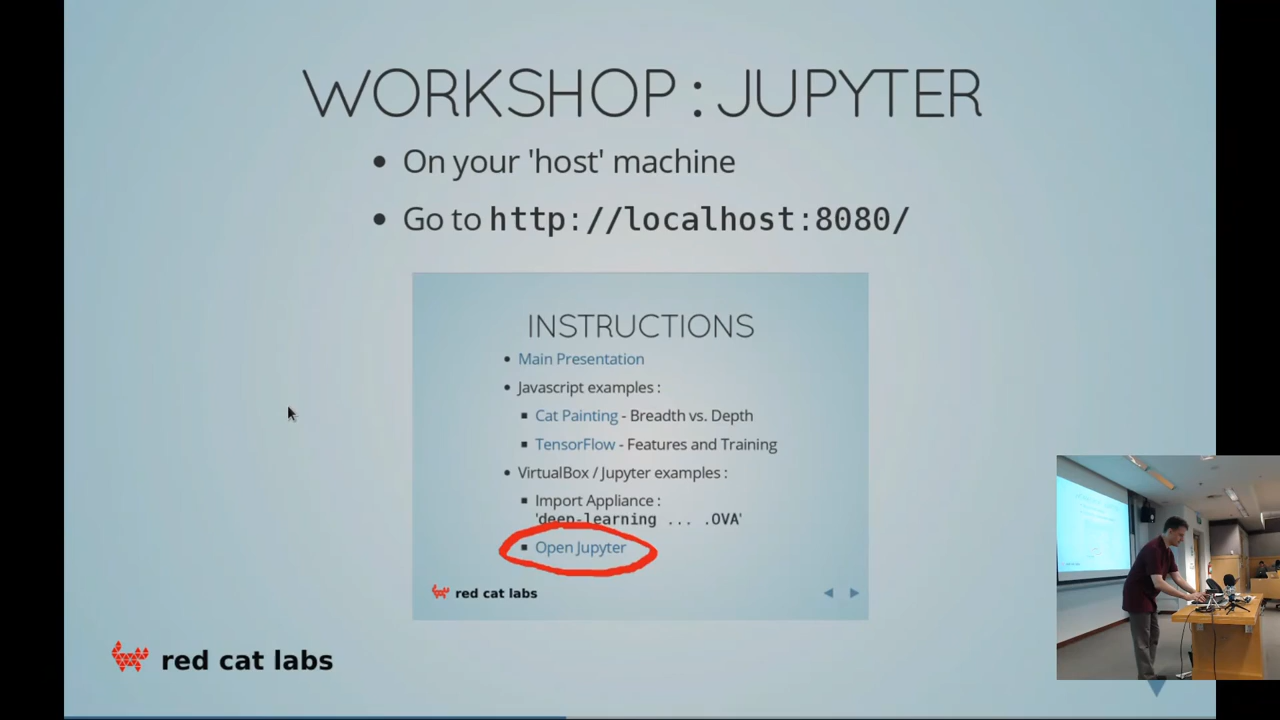 WORKSHOP : JUPYTER
• On your 'host' machine
• Go to http://localhost:8080/
INSTRUCTIONS
• Main Presentation
• Javascript examples :
▪ Cat Painting - Breadth vs. Depth
▪ TensorFlow - Features and Training
• VirtualBox / Jupyter examples :
▪ Import Appliance :
'deep-learning ... .OVA'
▪ Open Jupyter
red cat labs
red cat labs